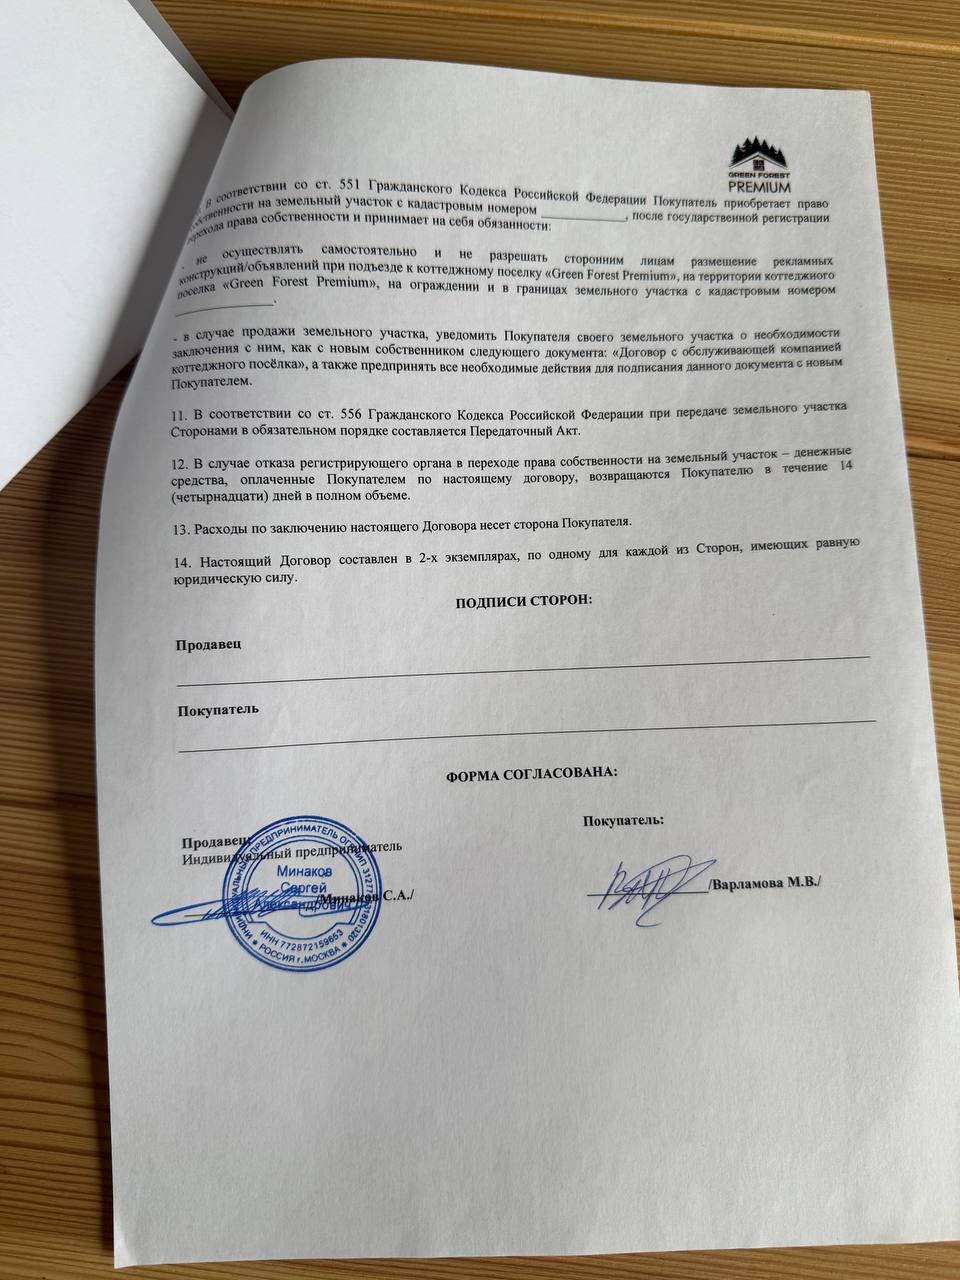 GREEN FOREST
PREMIUM
В соответствии со ст. 551 Гражданского Кодекса Российской Федерации Покупатель приобретает право
собственности на земельный участок с кадастровым номером ____________, после государственной регистрации
перехода права собственности и принимает на себя обязанности:
- не осуществлять самостоятельно и не разрешать сторонним лицам размещение рекламных
конструкций/объявлений при подъезде к коттеджному поселку «Green Forest Premium», на территории коттеджного
поселка «Green Forest Premium», на ограждении и в границах земельного участка с кадастровым номером
______________.
- в случае продажи земельного участка, уведомить Покупателя своего земельного участка о необходимости
заключения с ним, как с новым собственником следующего документа: «Договор с обслуживающей компанией
коттеджного посёлка», а также предпринять все необходимые действия для подписания данного документа с новым
Покупателем.
11. В соответствии со ст. 556 Гражданского Кодекса Российской Федерации при передаче земельного участка
Сторонами в обязательном порядке составляется Передаточный Акт.
12. В случае отказа регистрирующего органа в переходе права собственности на земельный участок – денежные
средства, оплаченные Покупателем по настоящему договору, возвращаются Покупателю в течение 14
(четырнадцати) дней в полном объеме.
13. Расходы по заключению настоящего Договора несет сторона Покупателя.
14. Настоящий Договор составлен в 2-х экземплярах, по одному для каждой из Сторон, имеющих равную
юридическую силу.
ПОДПИСИ СТОРОН:
Продавец
Покупатель
ФОРМА СОГЛАСОВАНА:
Продавец:
Индивидуальный предприниматель
/Минаков С.А./
Покупатель:
/Варламова М.В./
ИНДИВИДУАЛЬНЫЙ ПРЕДПРИНИМАТЕЛЬ ОГРНИП
Минаков
Сергей
Александрович
ИНН 772872159653
РОССИЯ г.МОСКВА